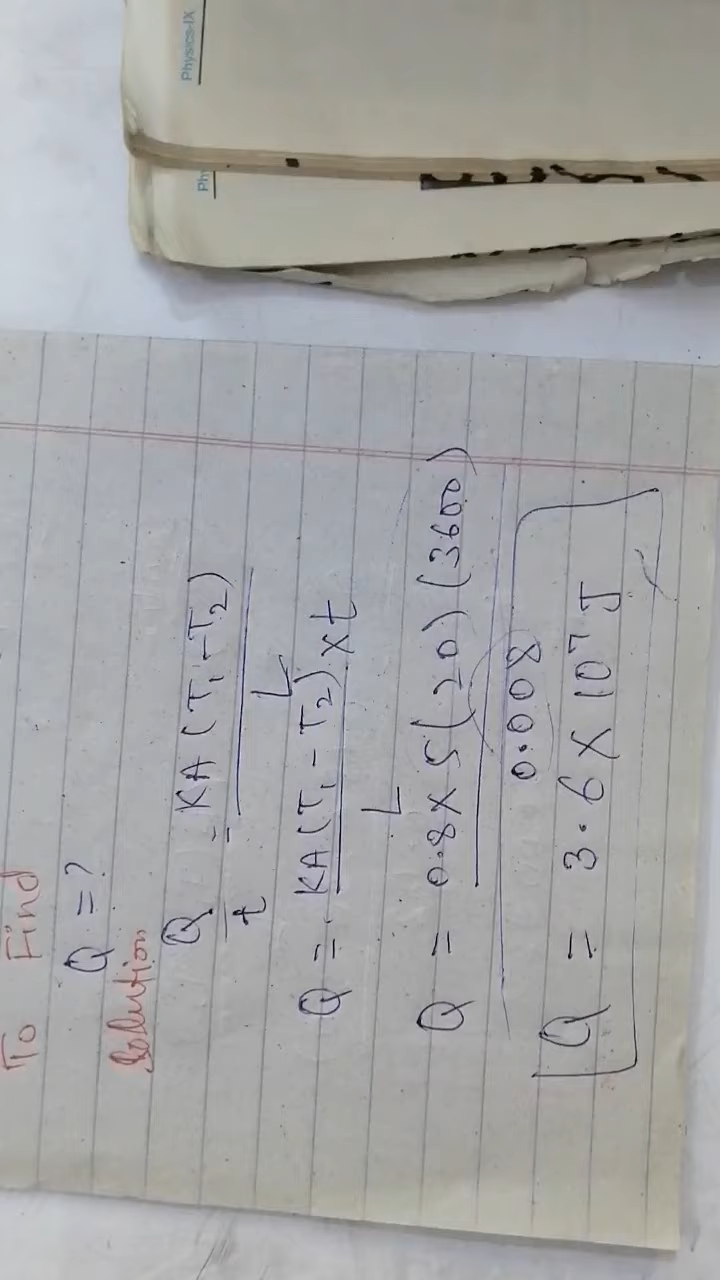 Physics-IX
Phy
To Find
Q = ?
Solution
Q/t = KA(T₁-T₂)/L
Q = KA(T₁-T₂)/L × t
Q = 0.8 × 5(20)(3600)/0.008
Q = 3.6 × 10⁷ J